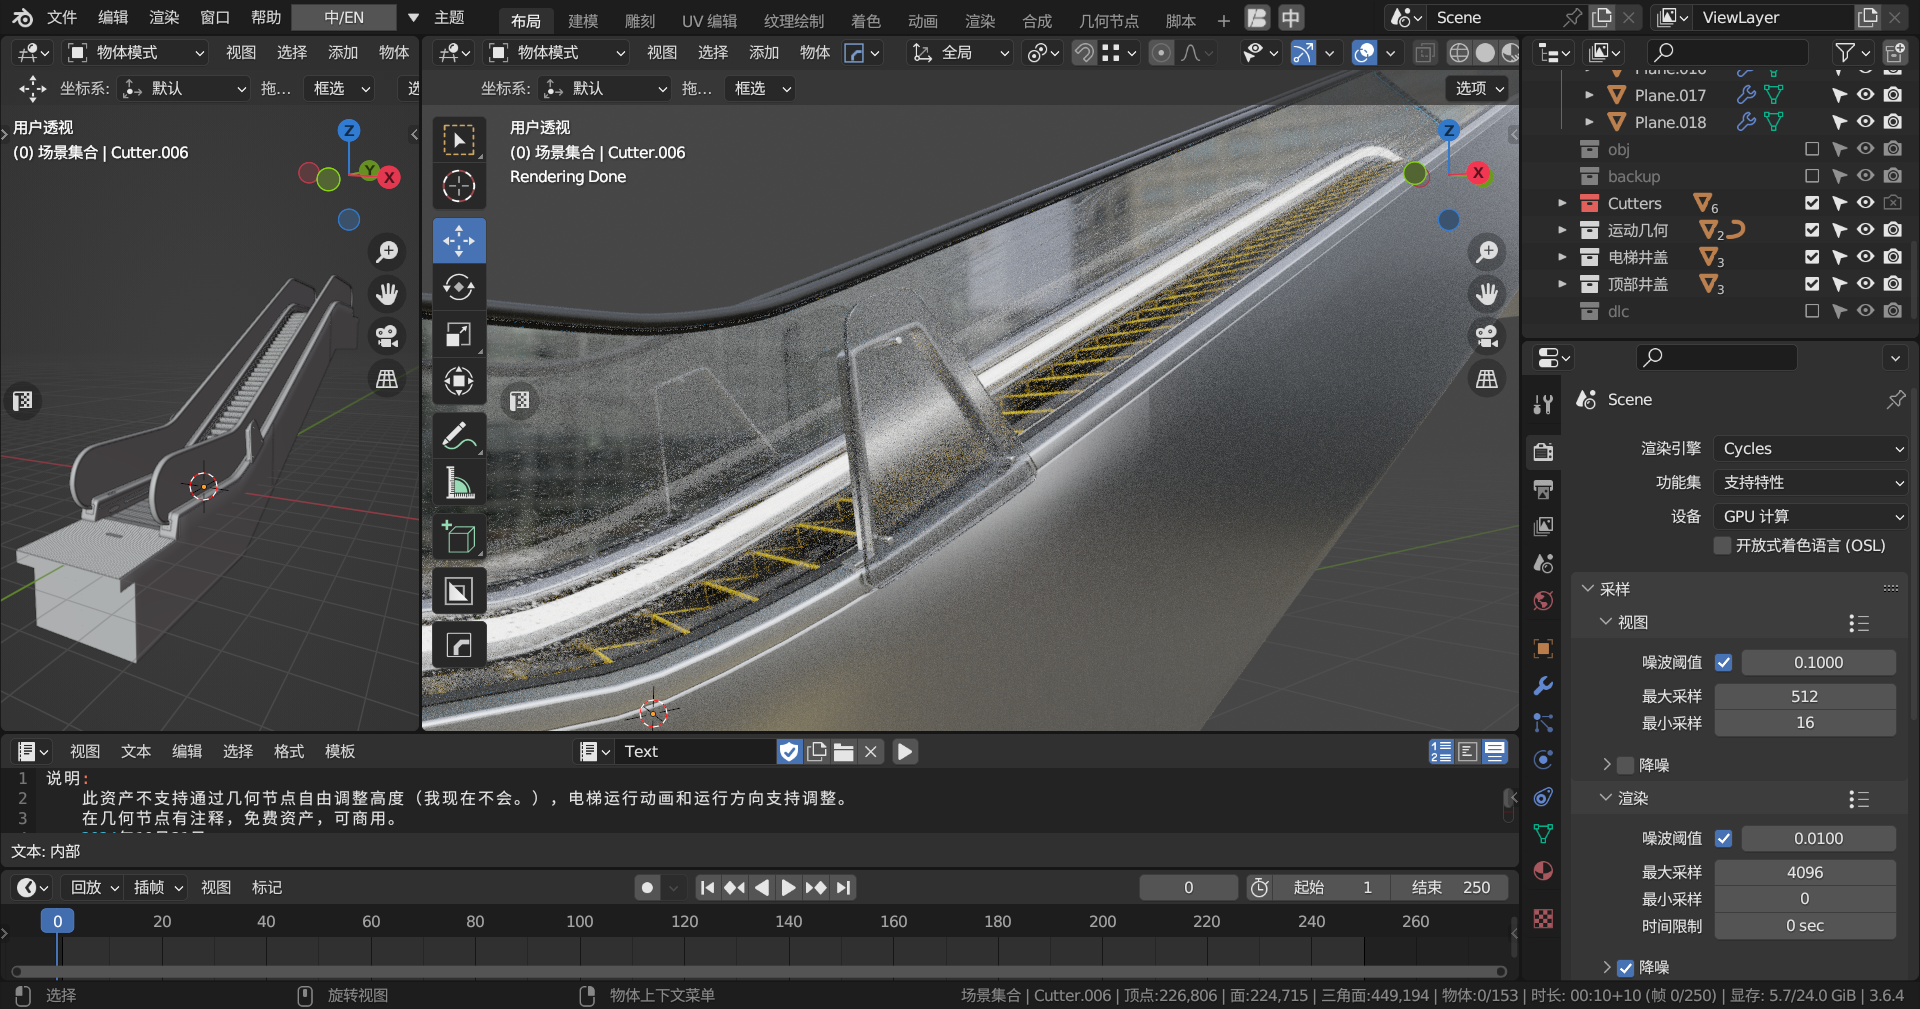 文件 编辑 渲染 窗口 帮助 中/EN 主题 布局 建模 雕刻 UV 编辑 纹理绘制 着色 动画 渲染 合成 几何节点 脚本 中 Scene ViewLayer
物体模式 视图 选择 添加 物体
物体模式 视图 选择 添加 物体 全局
坐标系: 默认 拖... 框选
坐标系: 默认 拖... 框选 选项
用户透视
(0) 场景集合 | Cutter.006
用户透视
(0) 场景集合 | Cutter.006
Rendering Done
Z
Y
X
Z
X
Plane.017
Plane.018
obj
backup
Cutters 6
运动几何 2
电梯井盖 3
顶部井盖 3
dlc
Scene
渲染引擎 Cycles
功能集 支持特性
设备 GPU 计算
开放式着色语言 (OSL)
采样
视图
噪波阈值 0.1000
最大采样 512
最小采样 16
降噪
渲染
噪波阈值 0.0100
最大采样 4096
最小采样 0
时间限制 0 sec
降噪
视图 文本 编辑 选择 格式 模板 Text
1 说明:
2 此资产不支持通过几何节点自由调整高度（我现在不会。），电梯运行动画和运行方向支持调整。
3 在几何节点有注释，免费资产，可商用。
文本: 内部
回放 插帧 视图 标记 0 起始 1 结束 250
0 20 40 60 80 100 120 140 160 180 200 220 240 260
选择 旋转视图 物体上下文菜单 场景集合 | Cutter.006 | 顶点:226,806 | 面:224,715 | 三角面:449,194 | 物体:0/153 | 时长: 00:10+10 (帧 0/250) | 显存: 5.7/24.0 GiB | 3.6.4